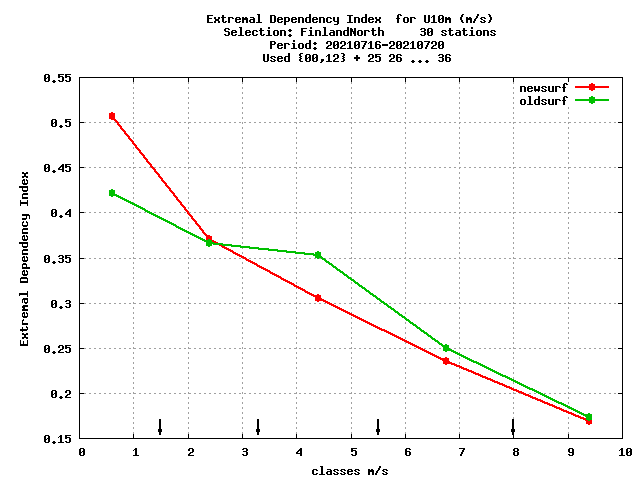 Extremal Dependency Index  for U10m (m/s)
Selection: FinlandNorth     30 stations
Period: 20210716-20210720
Used {00,12} + 25 26 ... 36
newsurf
oldsurf
0.55
0.5
0.45
0.4
0.35
0.3
0.25
0.2
0.15
Extremal Dependency Index
0 1 2 3 4 5 6 7 8 9 10
classes m/s